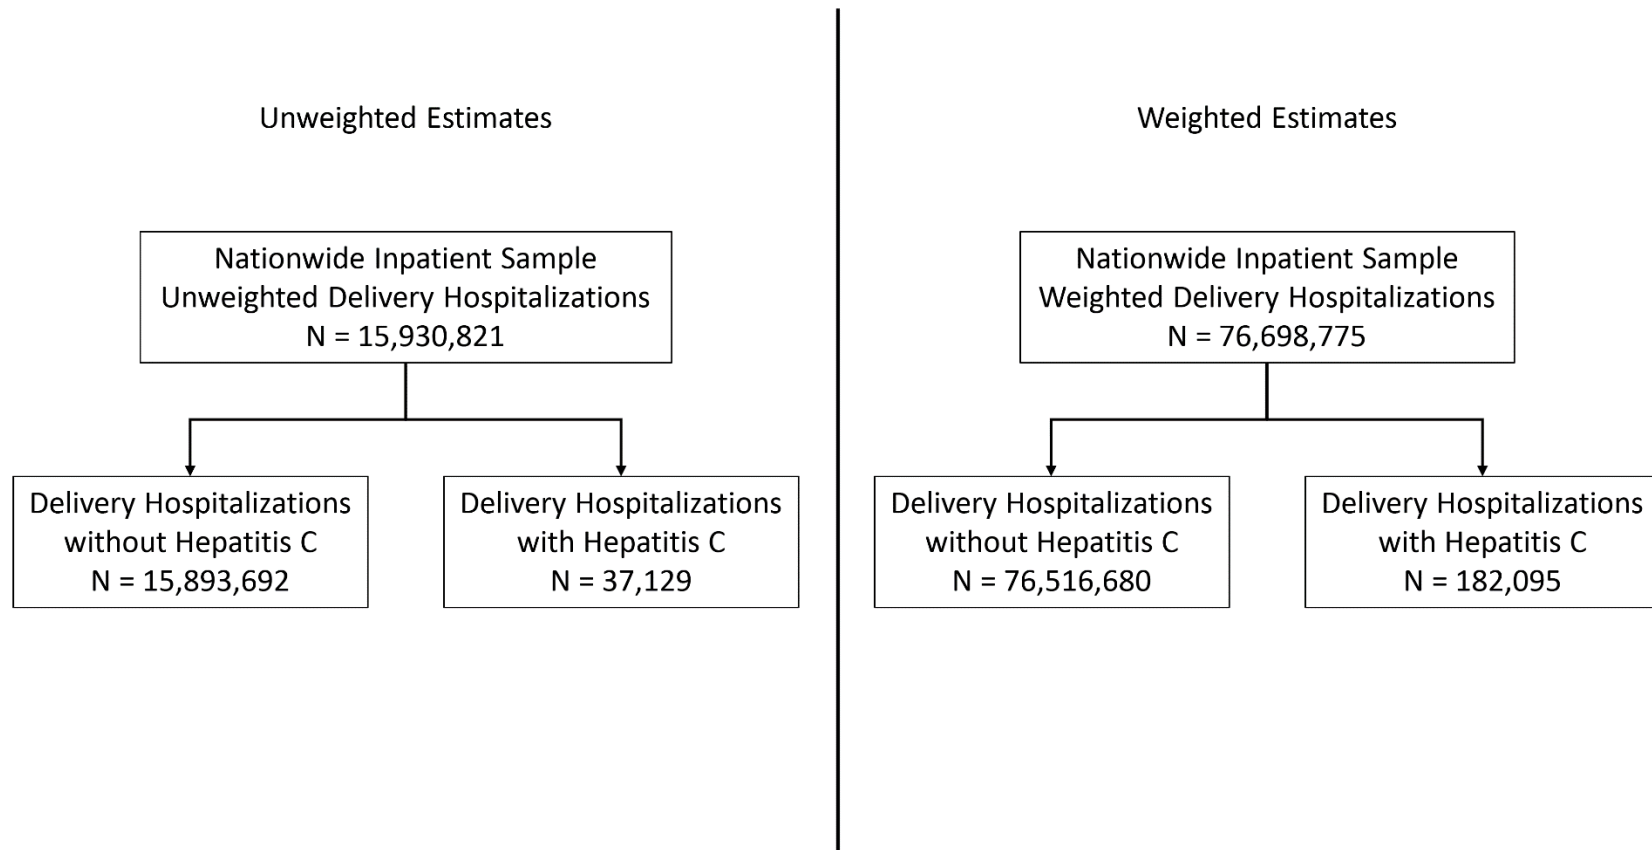 Unweighted Estimates
Nationwide Inpatient Sample
Unweighted Delivery Hospitalizations
N = 15,930,821
Delivery Hospitalizations
without Hepatitis C
N = 15,893,692
Delivery Hospitalizations
with Hepatitis C
N = 37,129
Weighted Estimates
Nationwide Inpatient Sample
Weighted Delivery Hospitalizations
N = 76,698,775
Delivery Hospitalizations
without Hepatitis C
N = 76,516,680
Delivery Hospitalizations
with Hepatitis C
N = 182,095